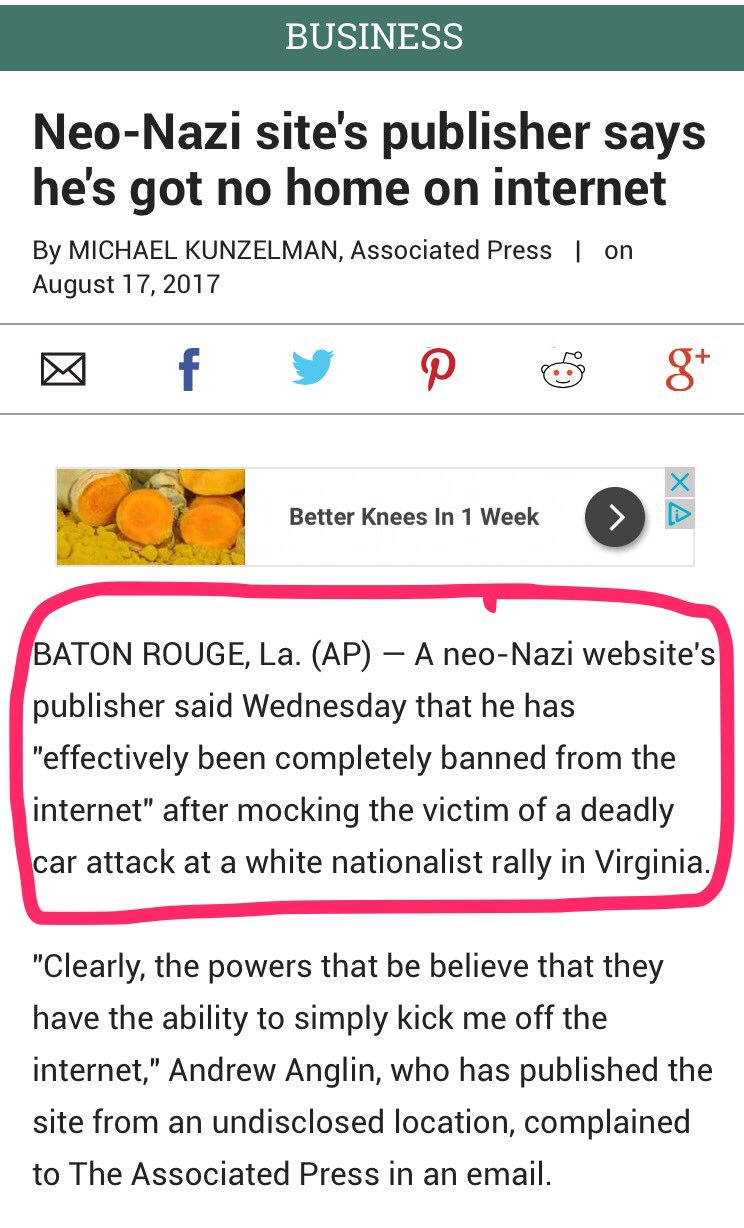 BUSINESS
Neo-Nazi site's publisher says
he's got no home on internet
By MICHAEL KUNZELMAN, Associated Press | on
August 17, 2017
f g+
Better Knees In 1 Week
BATON ROUGE, La. (AP) — A neo-Nazi website's
publisher said Wednesday that he has
"effectively been completely banned from the
internet" after mocking the victim of a deadly
car attack at a white nationalist rally in Virginia.
"Clearly, the powers that be believe that they
have the ability to simply kick me off the
internet," Andrew Anglin, who has published the
site from an undisclosed location, complained
to The Associated Press in an email.